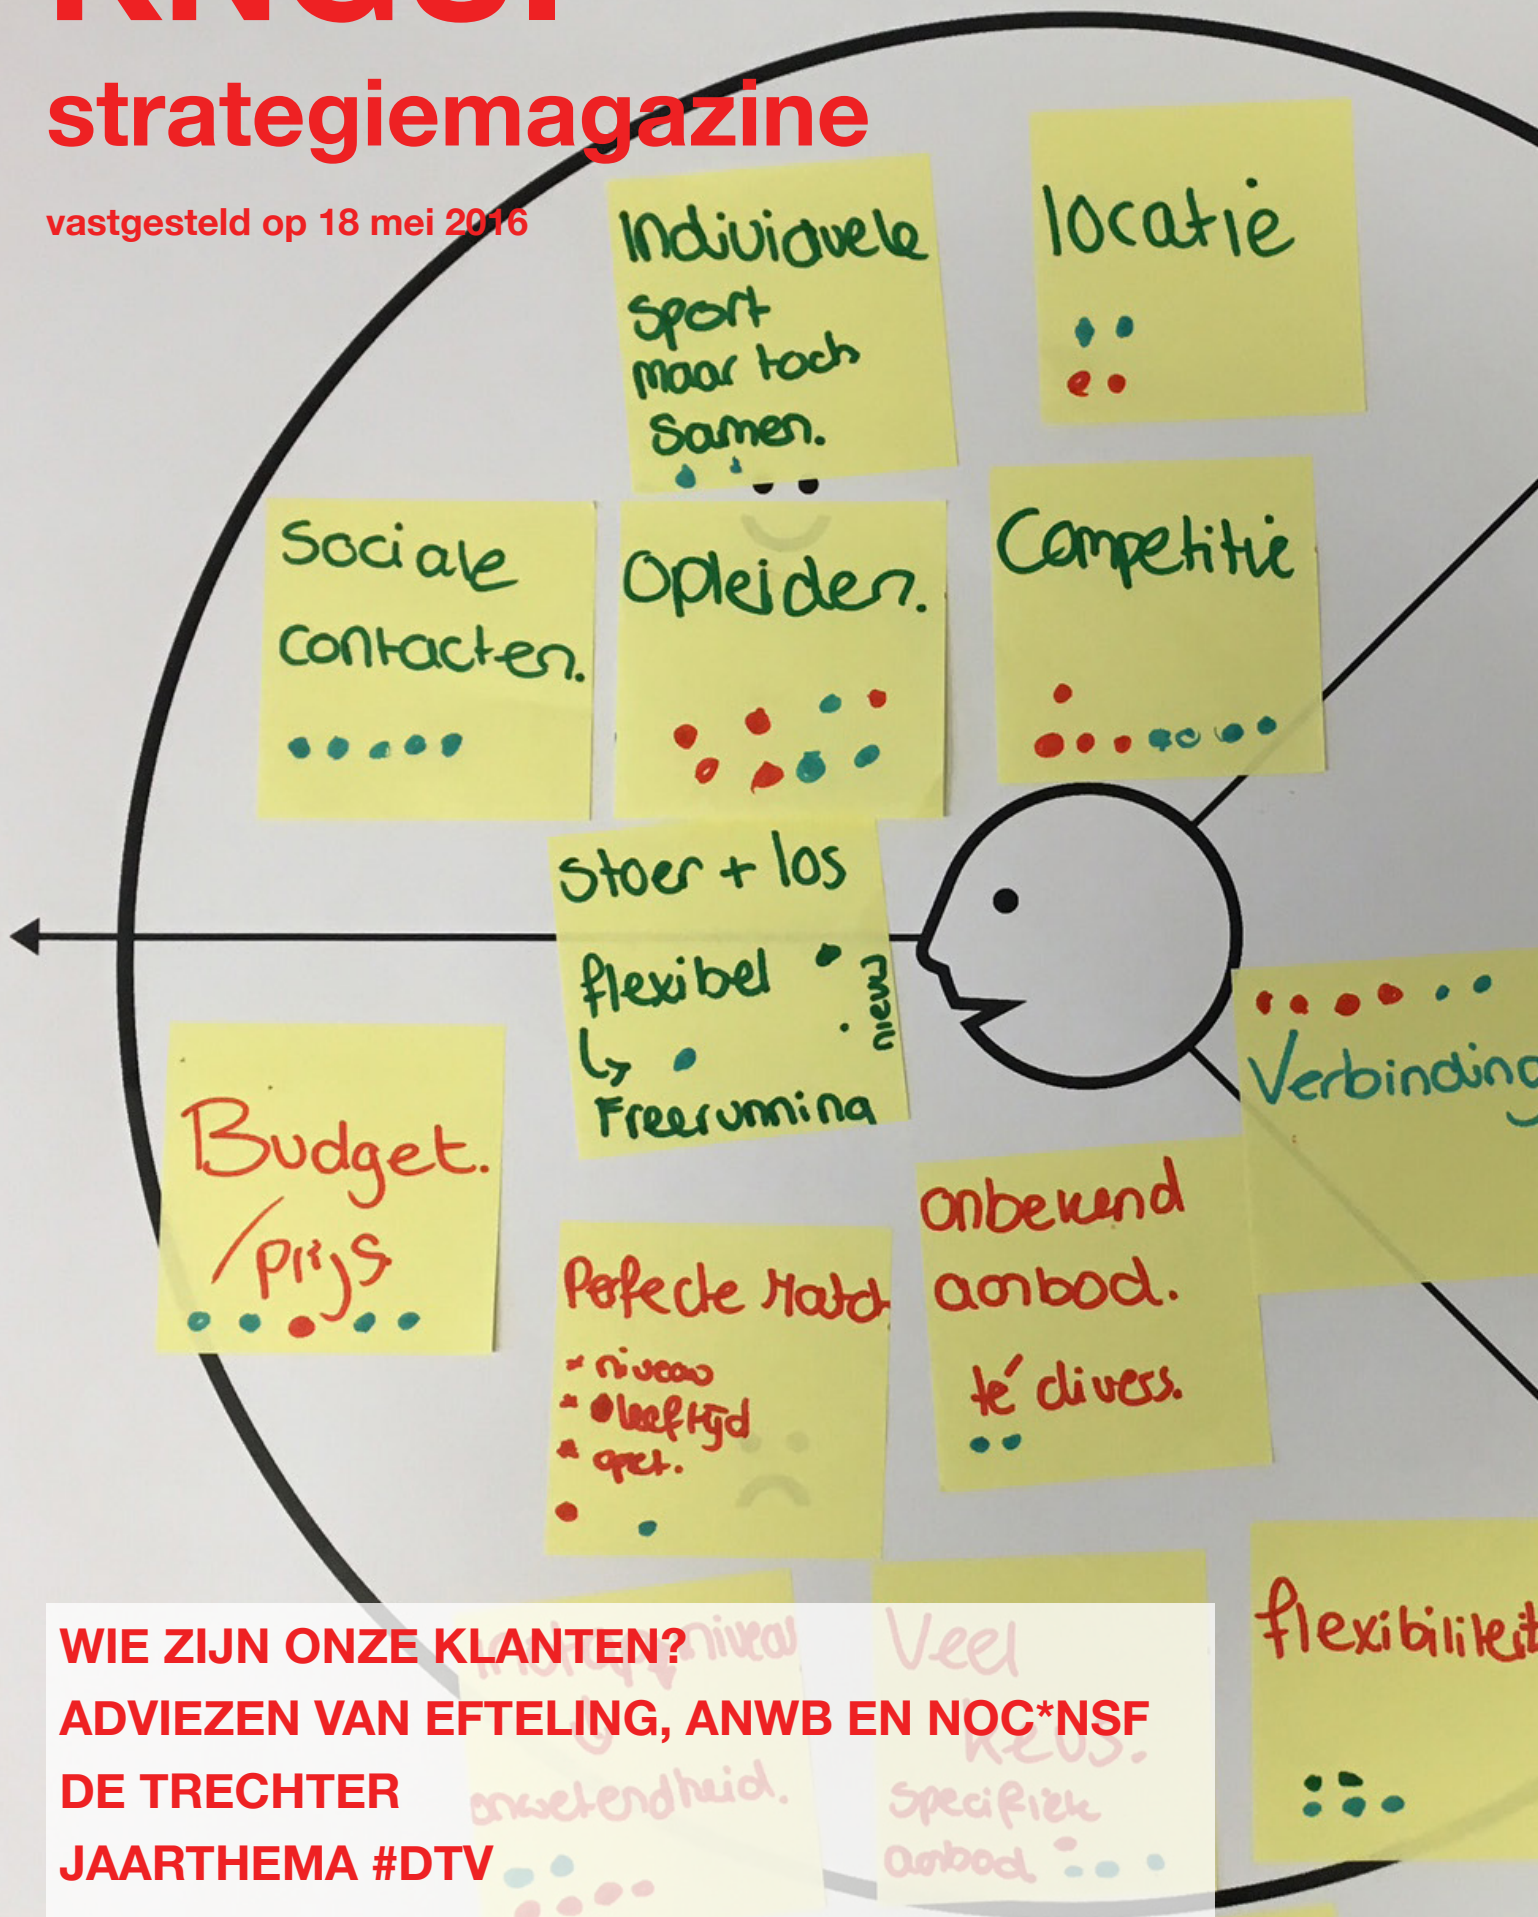 strategiemagazine
vastgesteld op 18 mei 2016
Individuele
sport
maar toch
samen.
locatie
Sociale
contacten.
Opleiden.
Competitie
Stoer + los
flexibel
nieuw
Freerunning
Verbinding
Budget.
/prijs
onbekend
aanbod.
té divers.
Perfecte Match
* niveau
* leeftijd
*
flexibiliteit
Instapniveau
onwetendheid.
Veel
keus.
specifiek
aanbod
WIE ZIJN ONZE KLANTEN?
ADVIEZEN VAN EFTELING, ANWB EN NOC*NSF
DE TRECHTER
JAARTHEMA #DTV